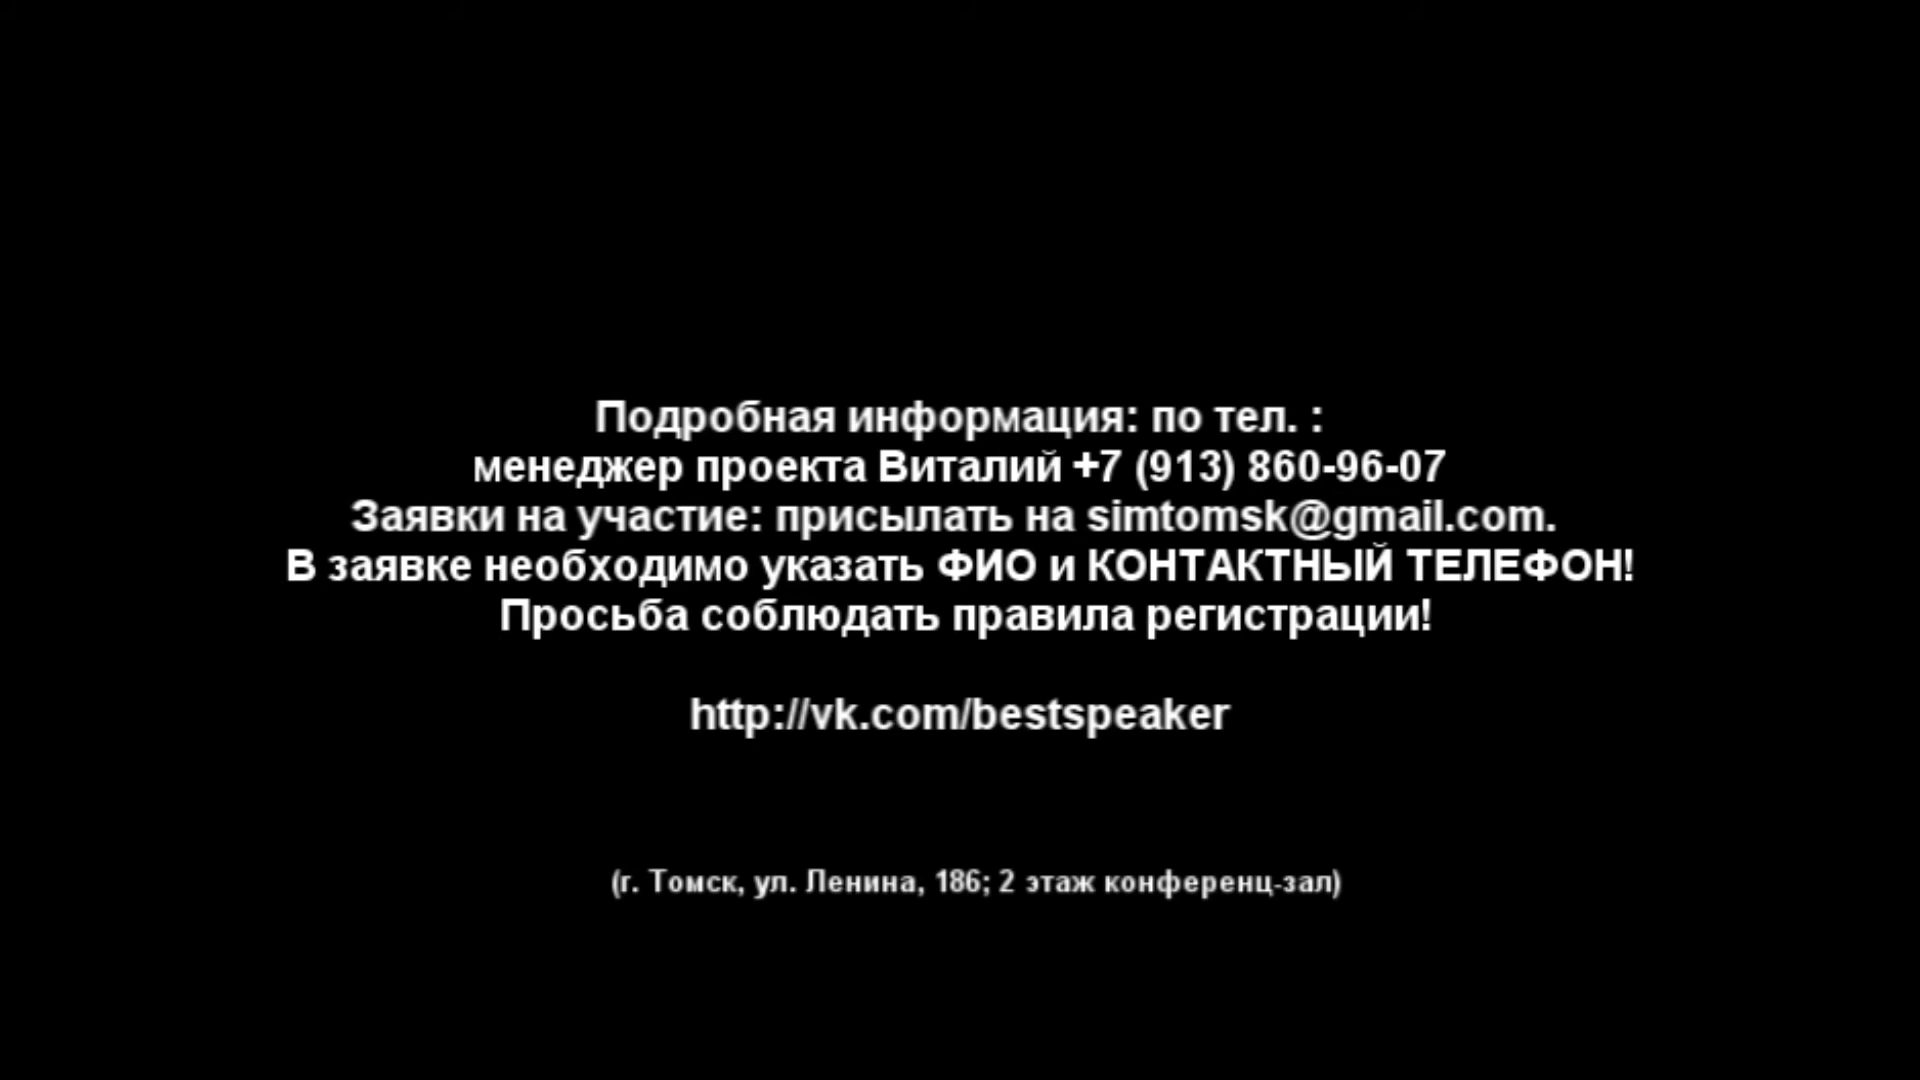 Подробная информация: по тел. :
менеджер проекта Виталий +7 (913) 860-96-07
Заявки на участие: присылать на simtomsk@gmail.com.
В заявке необходимо указать ФИО и КОНТАКТНЫЙ ТЕЛЕФОН!
Просьба соблюдать правила регистрации!
http://vk.com/bestspeaker
(г. Томск, ул. Ленина, 186; 2 этаж конференц-зал)